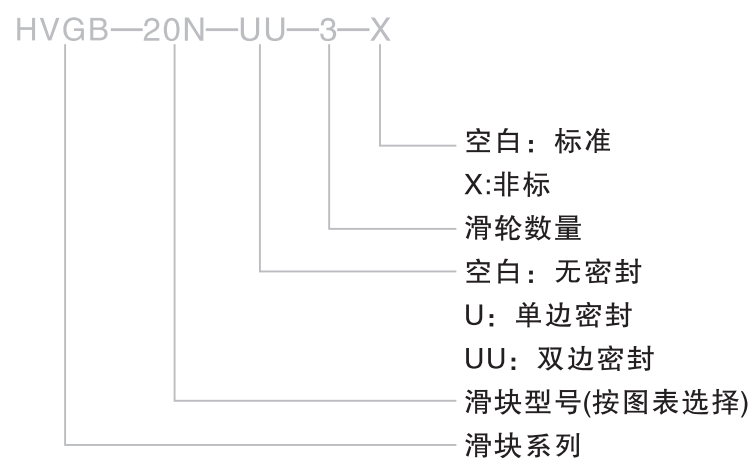 HVGB—20N—UU—3—X
空白：标准
X:非标
滑轮数量
空白：无密封
U：单边密封
UU：双边密封
滑块型号(按图表选择)
滑块系列